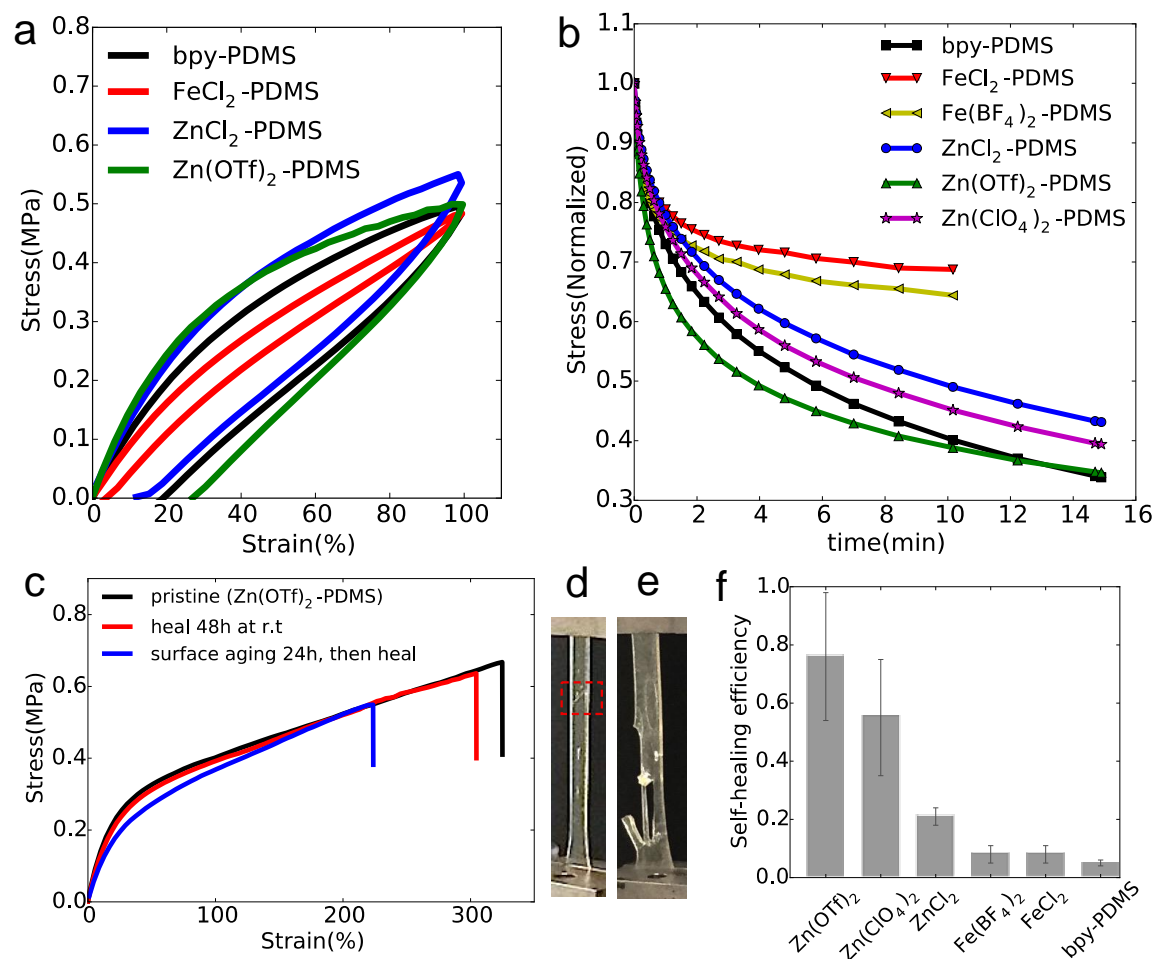 a
0.8
0.7
0.6
0.5
0.4
0.3
0.2
0.1
0.0
Stress(MPa)
bpy-PDMS
FeCl₂-PDMS
ZnCl₂-PDMS
Zn(OTf)₂-PDMS
0 20 40 60 80 100
Strain(%)
b
1.1
1.0
0.9
0.8
0.7
0.6
0.5
0.4
0.3
Stress(Normalized)
bpy-PDMS
FeCl₂-PDMS
Fe(BF₄)₂-PDMS
ZnCl₂-PDMS
Zn(OTf)₂-PDMS
Zn(ClO₄)₂-PDMS
0 2 4 6 8 10 12 14 16
time(min)
c
0.8
0.6
0.4
0.2
0.0
Stress(MPa)
pristine (Zn(OTf)₂-PDMS)
heal 48h at r.t
surface aging 24h, then heal
0 100 200 300
Strain(%)
d
e
f
1.0
0.8
0.6
0.4
0.2
0.0
Self-healing efficiency
Zn(OTf)₂
Zn(ClO₄)₂
ZnCl₂
Fe(BF₄)₂
FeCl₂
bpy-PDMS